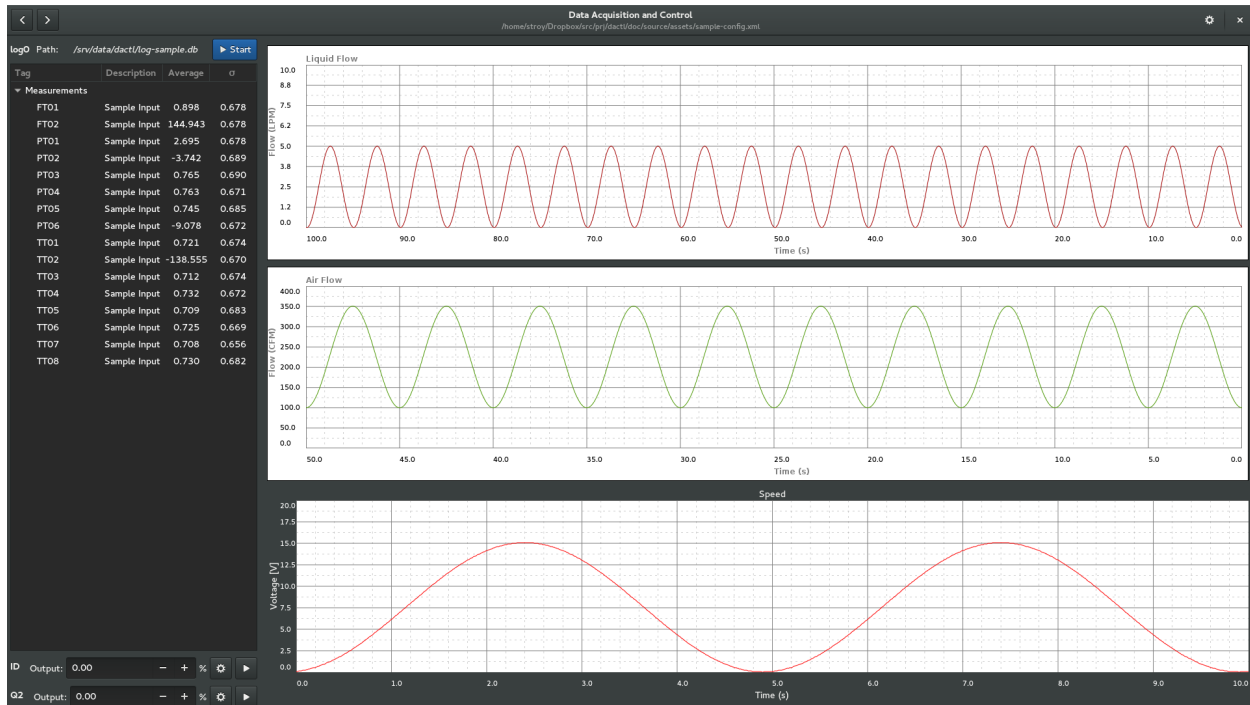 Data Acquisition and Control
/home/stroy/Dropbox/src/prj/dactl/doc/source/assets/sample-config.xml
log0 Path: /srv/data/dactl/log-sample.db Start
Tag Description Average σ
Measurements
FT01 Sample Input 0.898 0.678
FT02 Sample Input 144.943 0.678
PT01 Sample Input 2.695 0.678
PT02 Sample Input -3.742 0.689
PT03 Sample Input 0.765 0.690
PT04 Sample Input 0.763 0.671
PT05 Sample Input 0.745 0.685
PT06 Sample Input -9.078 0.672
TT01 Sample Input 0.721 0.674
TT02 Sample Input -138.555 0.670
TT03 Sample Input 0.712 0.674
TT04 Sample Input 0.732 0.672
TT05 Sample Input 0.709 0.683
TT06 Sample Input 0.725 0.669
TT07 Sample Input 0.708 0.656
TT08 Sample Input 0.730 0.682
ID Output: 0.00 − + %
Q2 Output: 0.00 − + %
Liquid Flow
Flow (LPM)
10.0
8.8
7.5
6.2
5.0
3.8
2.5
1.2
0.0
100.0 90.0 80.0 70.0 60.0 50.0 40.0 30.0 20.0 10.0 0.0
Time (s)
Air Flow
Flow (CFM)
400.0
350.0
300.0
250.0
200.0
150.0
100.0
50.0
0.0
50.0 45.0 40.0 35.0 30.0 25.0 20.0 15.0 10.0 5.0 0.0
Time (s)
Speed
Voltage [V]
20.0
17.5
15.0
12.5
10.0
7.5
5.0
2.5
0.0
0.0 1.0 2.0 3.0 4.0 5.0 6.0 7.0 8.0 9.0 10.0
Time (s)